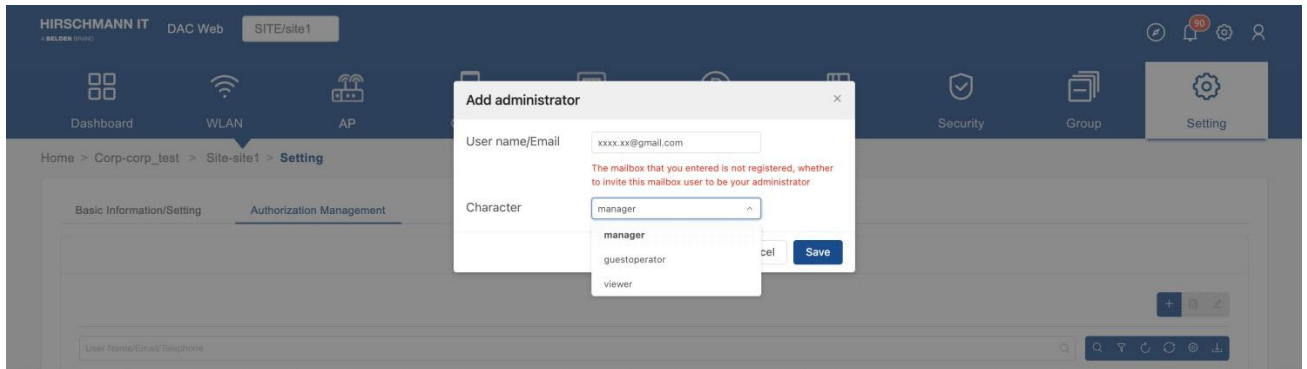 HIRSCHMANN IT
A BELDEN BRAND
DAC Web
SITE/site1
90
Dashboard
WLAN
AP
Security
Group
Setting
Home > Corp-corp_test > Site-site1 > Setting
Basic Information/Setting
Authorization Management
Add administrator
User name/Email
xxxx.xx@gmail.com
The mailbox that you entered is not registered, whether
to invite this mailbox user to be your administrator
Character
manager
manager
guestoperator
viewer
Save
User Name/Email/Telephone